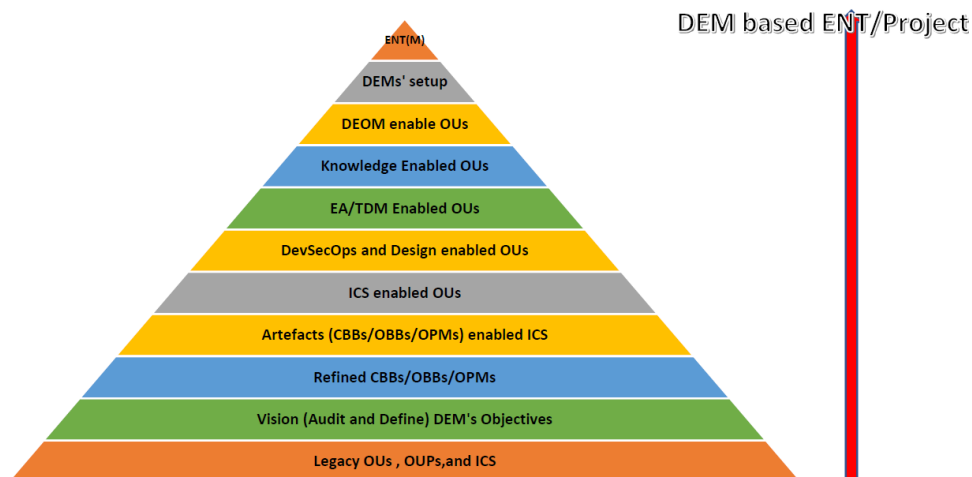 DEM based ENT/Project
ENT(M)
DEMs' setup
DEOM enable OUs
Knowledge Enabled OUs
EA/TDM Enabled OUs
DevSecOps and Design enabled OUs
ICS enabled OUs
Artefacts (CBBs/OBBs/OPMs) enabled ICS
Refined CBBs/OBBs/OPMs
Vision (Audit and Define) DEM's Objectives
Legacy OUs , OUPs,and ICS